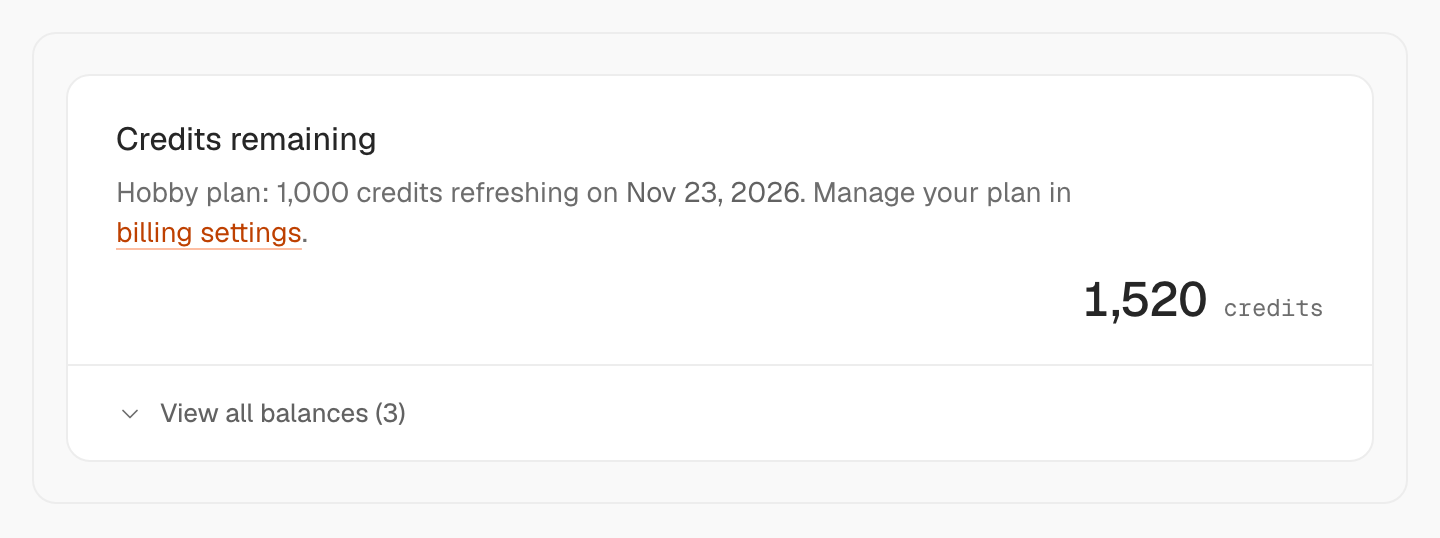 Credits remaining
Hobby plan: 1,000 credits refreshing on Nov 23, 2026. Manage your plan in
billing settings.
1,520 credits
View all balances (3)